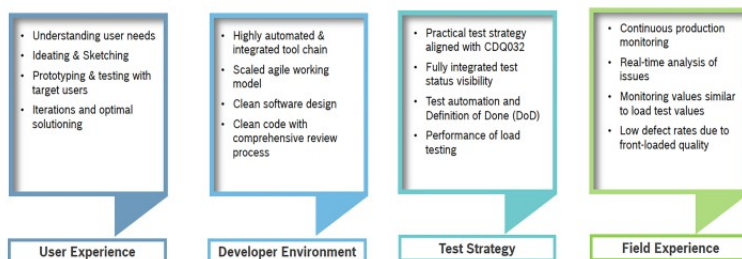 • Understanding user needs
• Ideating & Sketching
• Prototyping & testing with
target users
• Iterations and optimal
solutioning
User Experience
• Highly automated &
integrated tool chain
• Scaled agile working
model
• Clean software design
• Clean code with
comprehensive review
process
Developer Environment
• Practical test strategy
aligned with CDQ032
• Fully integrated test
status visibility
• Test automation and
Definition of Done (DoD)
• Performance of load
testing
Test Strategy
• Continuous production
monitoring
• Real-time analysis of
issues
• Monitoring values similar
to load test values
• Low defect rates due to
front-loaded quality
Field Experience